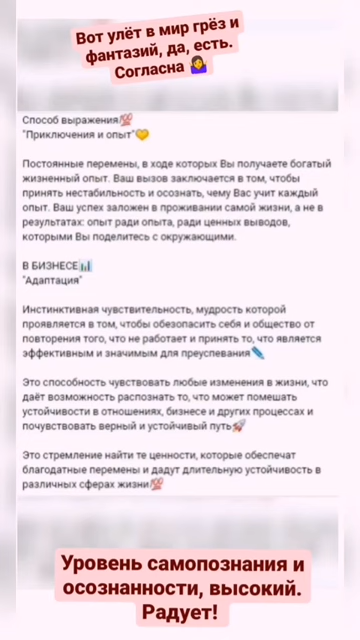 Вот улёт в мир грёз и
фантазий, да, есть.
Согласна 🤷‍♀️
Способ выражения💯
"Приключения и опыт"💛
Постоянные перемены, в ходе которых Вы получаете богатый
жизненный опыт. Ваш вызов заключается в том, чтобы
принять нестабильность и осознать, чему Вас учит каждый
опыт. Ваш успех заложен в проживании самой жизни, а не в
результатах: опыт ради опыта, ради ценных выводов,
которыми Вы поделитесь с окружающими.
В БИЗНЕСЕ📊
"Адаптация"
Инстинктивная чувствительность, мудрость которой
проявляется в том, чтобы обезопасить себя и общество от
повторения того, что не работает и принять то, что является
эффективным и значимым для преуспевания✏️
Это способность чувствовать любые изменения в жизни, что
даёт возможность распознать то, что может помешать
устойчивости в отношениях, бизнесе и других процессах и
почувствовать верный и устойчивый путь🚀
Это стремление найти те ценности, которые обеспечат
благодатные перемены и дадут длительную устойчивость в
различных сферах жизни💯
Уровень самопознания и
осознанности, высокий.
Радует!